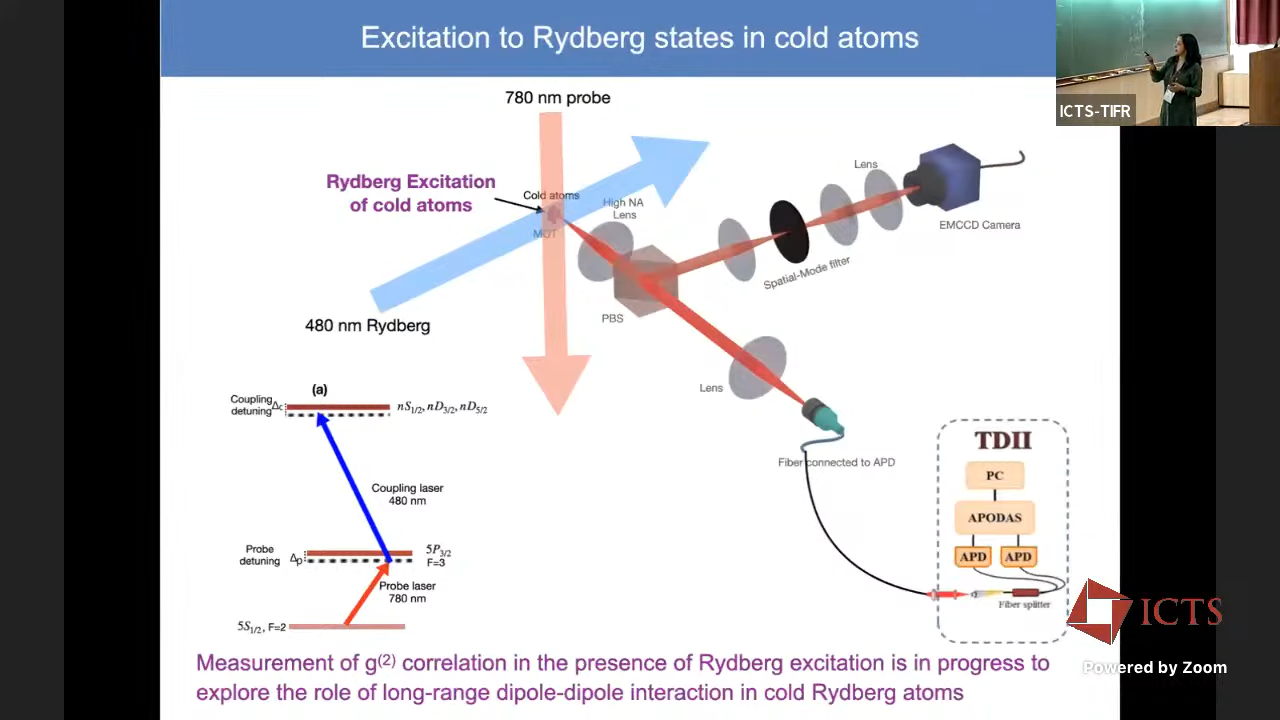 Excitation to Rydberg states in cold atoms
ICTS-TIFR
780 nm probe
Rydberg Excitation
of cold atoms
Cold atoms
MOT
High NA
Lens
Lens
EMCCD Camera
Spatial-Mode filter
PBS
480 nm Rydberg
Lens
Fiber connected to APD
(a)
Coupling
detuning Δc
nS1/2, nD3/2, nD5/2
Coupling laser
480 nm
Probe
detuning
Δp
5P3/2
F=3
Probe laser
780 nm
5S1/2, F=2
TDII
PC
APODAS
APD APD
Fiber splitter
ICTS
Powered by Zoom
Measurement of g(2) correlation in the presence of Rydberg excitation is in progress to
explore the role of long-range dipole-dipole interaction in cold Rydberg atoms